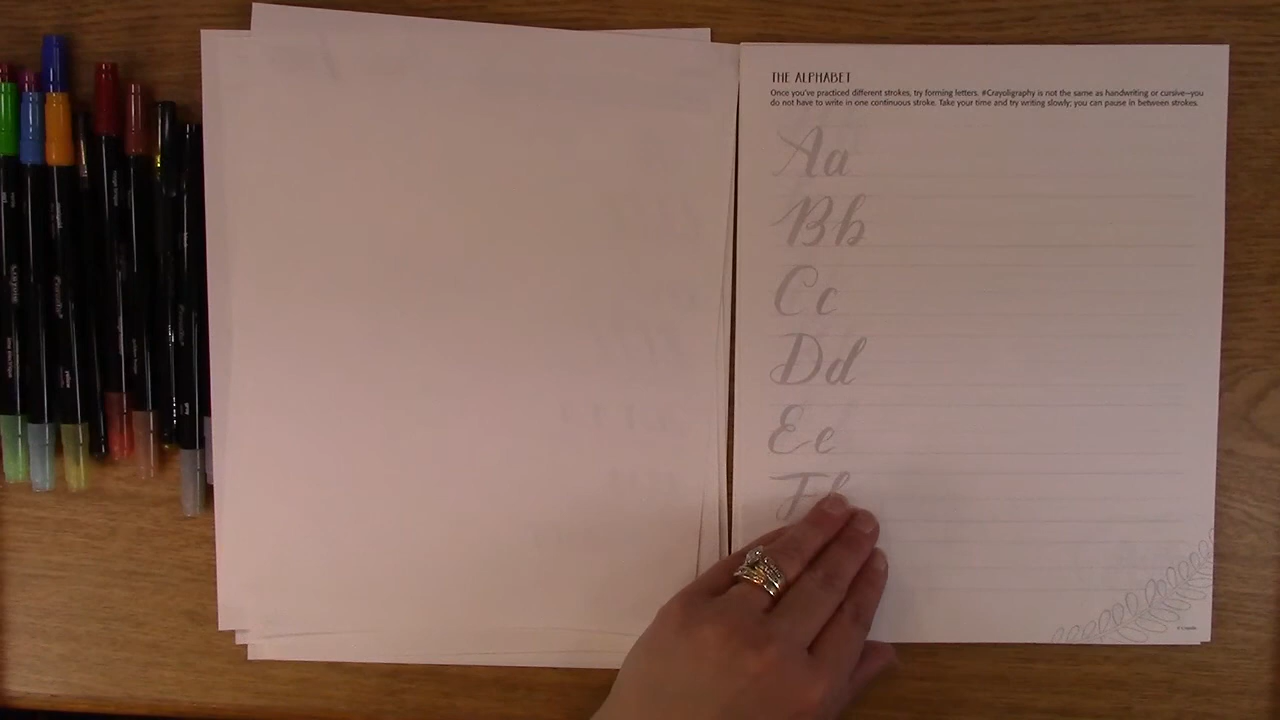 THE ALPHABET
Once you've practiced different strokes, try forming letters. #Crayoligraphy is not the same as handwriting or cursive—you
do not have to write in one continuous stroke. Take your time and try writing slowly; you can pause in between strokes.
Aa
Bb
Cc
Dd
Ee
F